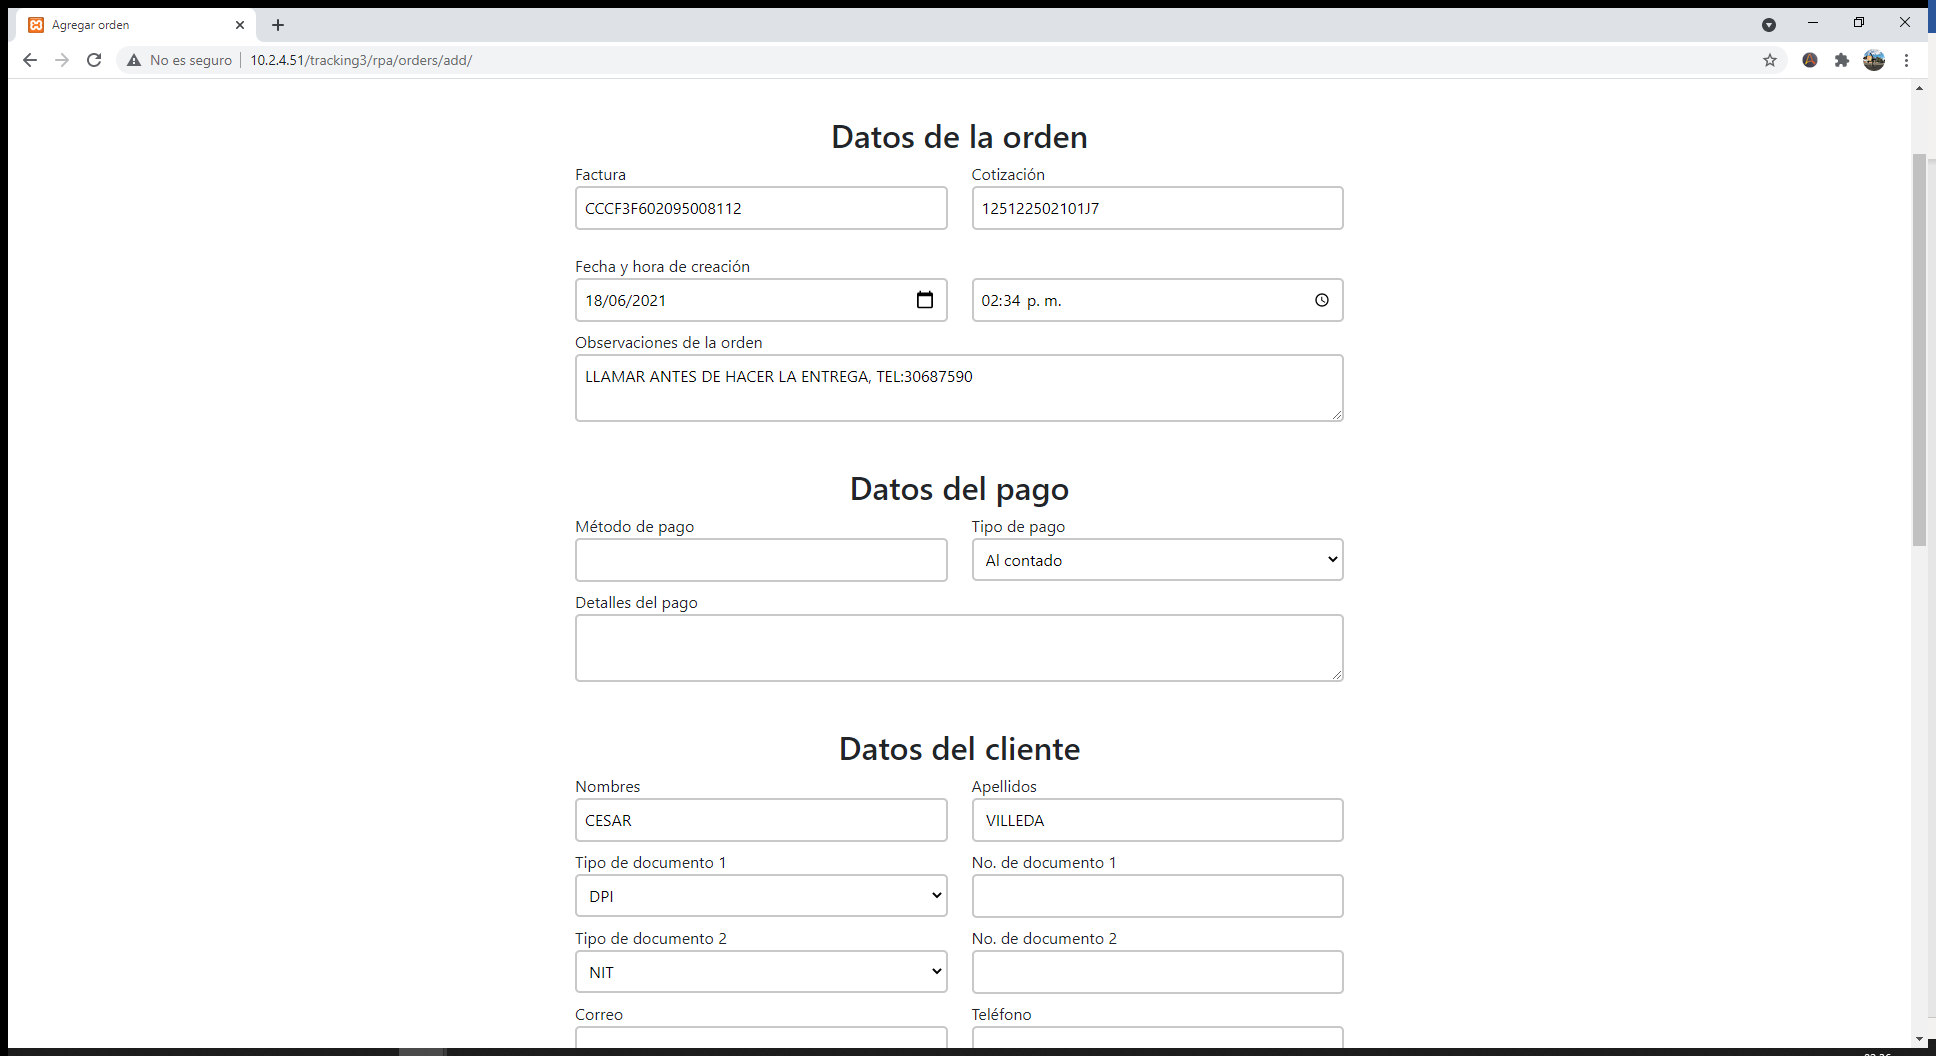 Agregar orden
No es seguro 10.2.4.51/tracking3/rpa/orders/add/
Datos de la orden
Factura Cotización
CCCF3F602095008112 125122502101J7
Fecha y hora de creación
18/06/2021 02:34 p. m.
Observaciones de la orden
LLAMAR ANTES DE HACER LA ENTREGA, TEL:30687590
Datos del pago
Método de pago Tipo de pago
Al contado
Detalles del pago
Datos del cliente
Nombres Apellidos
CESAR VILLEDA
Tipo de documento 1 No. de documento 1
DPI
Tipo de documento 2 No. de documento 2
NIT
Correo Teléfono